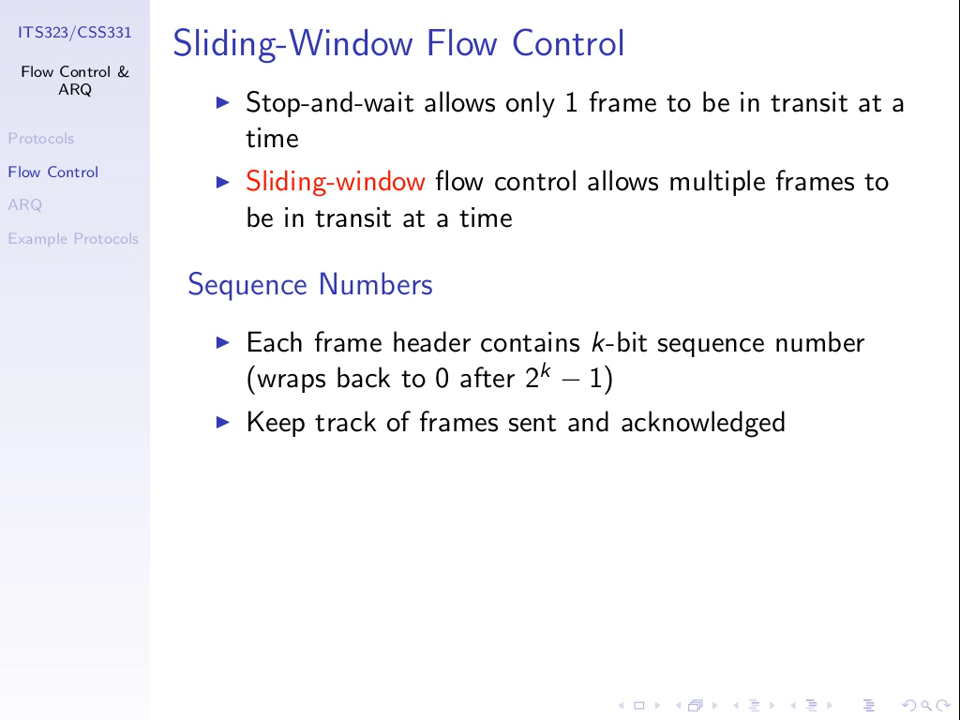 ITS323/CSS331
Flow Control &
ARQ
Protocols
Flow Control
ARQ
Example Protocols
Sliding-Window Flow Control
▶ Stop-and-wait allows only 1 frame to be in transit at a
time
▶ Sliding-window flow control allows multiple frames to
be in transit at a time
Sequence Numbers
▶ Each frame header contains k-bit sequence number
(wraps back to 0 after 2^k − 1)
▶ Keep track of frames sent and acknowledged